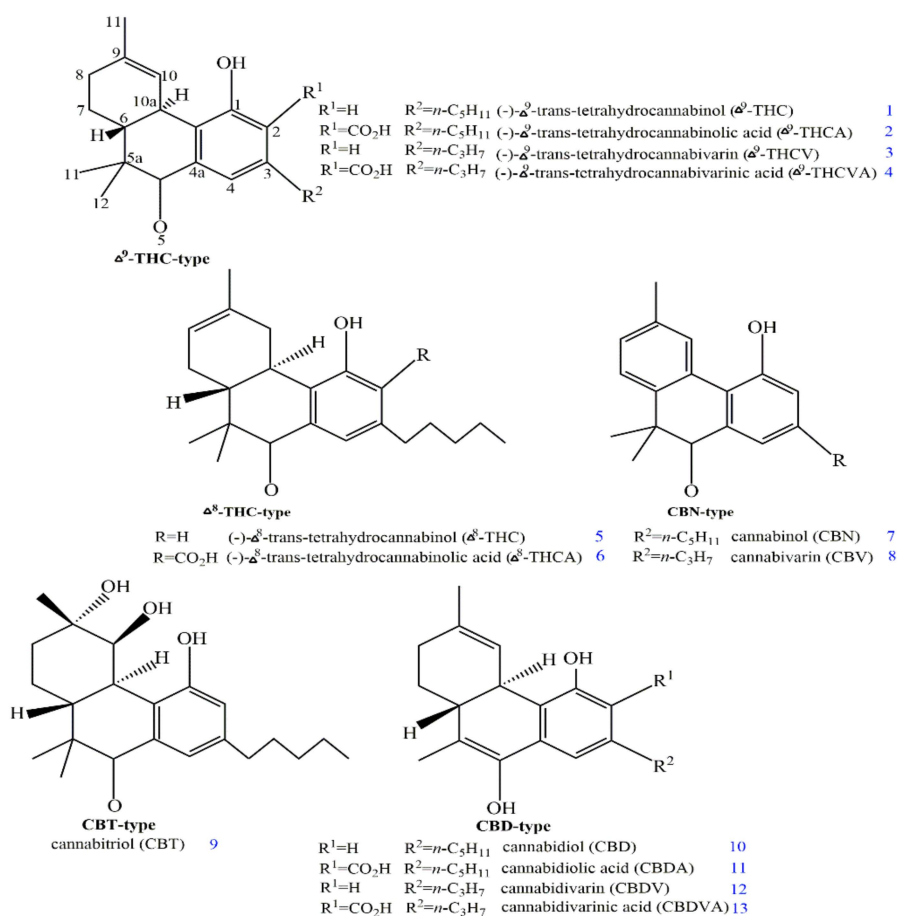 11
9
8
10
OH
R¹
H
1
10a
7
2
6
H
5a
4a
3
11
4
R²
12
O
5
Δ⁹-THC-type
R¹=H R²=n-C₅H₁₁ (-)-Δ⁹-trans-tetrahydrocannabinol (Δ⁹-THC) 1
R¹=CO₂H R²=n-C₅H₁₁ (-)-Δ⁹-trans-tetrahydrocannabinolic acid (Δ⁹-THCA) 2
R¹=H R²=n-C₃H₇ (-)-Δ⁹-trans-tetrahydrocannabivarin (Δ⁹-THCV) 3
R¹=CO₂H R²=n-C₃H₇ (-)-Δ⁹-trans-tetrahydrocannabivarinic acid (Δ⁹-THCVA) 4
OH
H
R
H
O
Δ⁸-THC-type
R=H (-)-Δ⁸-trans-tetrahydrocannabinol (Δ⁸-THC) 5
R=CO₂H (-)-Δ⁸-trans-tetrahydrocannabinolic acid (Δ⁸-THCA) 6
OH
R
O
CBN-type
R²=n-C₅H₁₁ cannabinol (CBN) 7
R²=n-C₃H₇ cannabivarin (CBV) 8
OH
OH
OH
H
H
O
CBT-type
cannabitriol (CBT) 9
H
OH
R¹
H
R²
OH
CBD-type
R¹=H R²=n-C₅H₁₁ cannabidiol (CBD) 10
R¹=CO₂H R²=n-C₅H₁₁ cannabidiolic acid (CBDA) 11
R¹=H R²=n-C₃H₇ cannabidivarin (CBDV) 12
R¹=CO₂H R²=n-C₃H₇ cannabidivarinic acid (CBDVA) 13